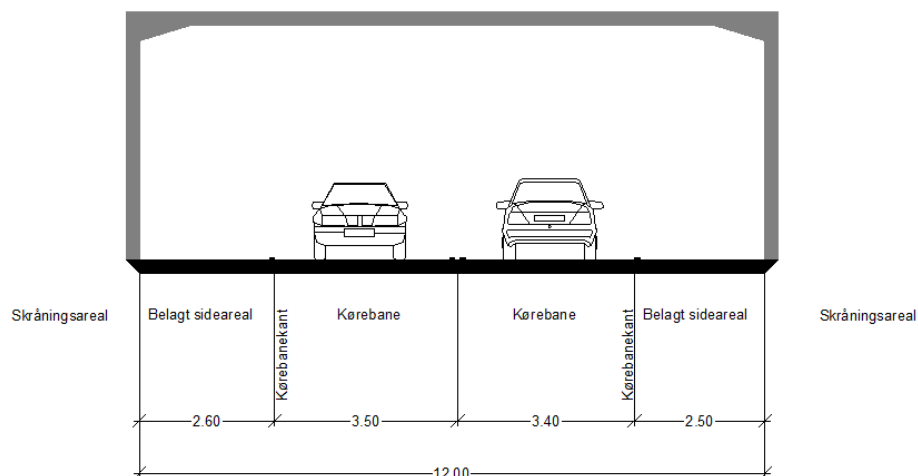 Skråningsareal
Belagt sideareal
Kørebanekant
Kørebane
Kørebane
Kørebanekant
Belagt sideareal
Skråningsareal
2.60
3.50
3.40
2.50
12.00